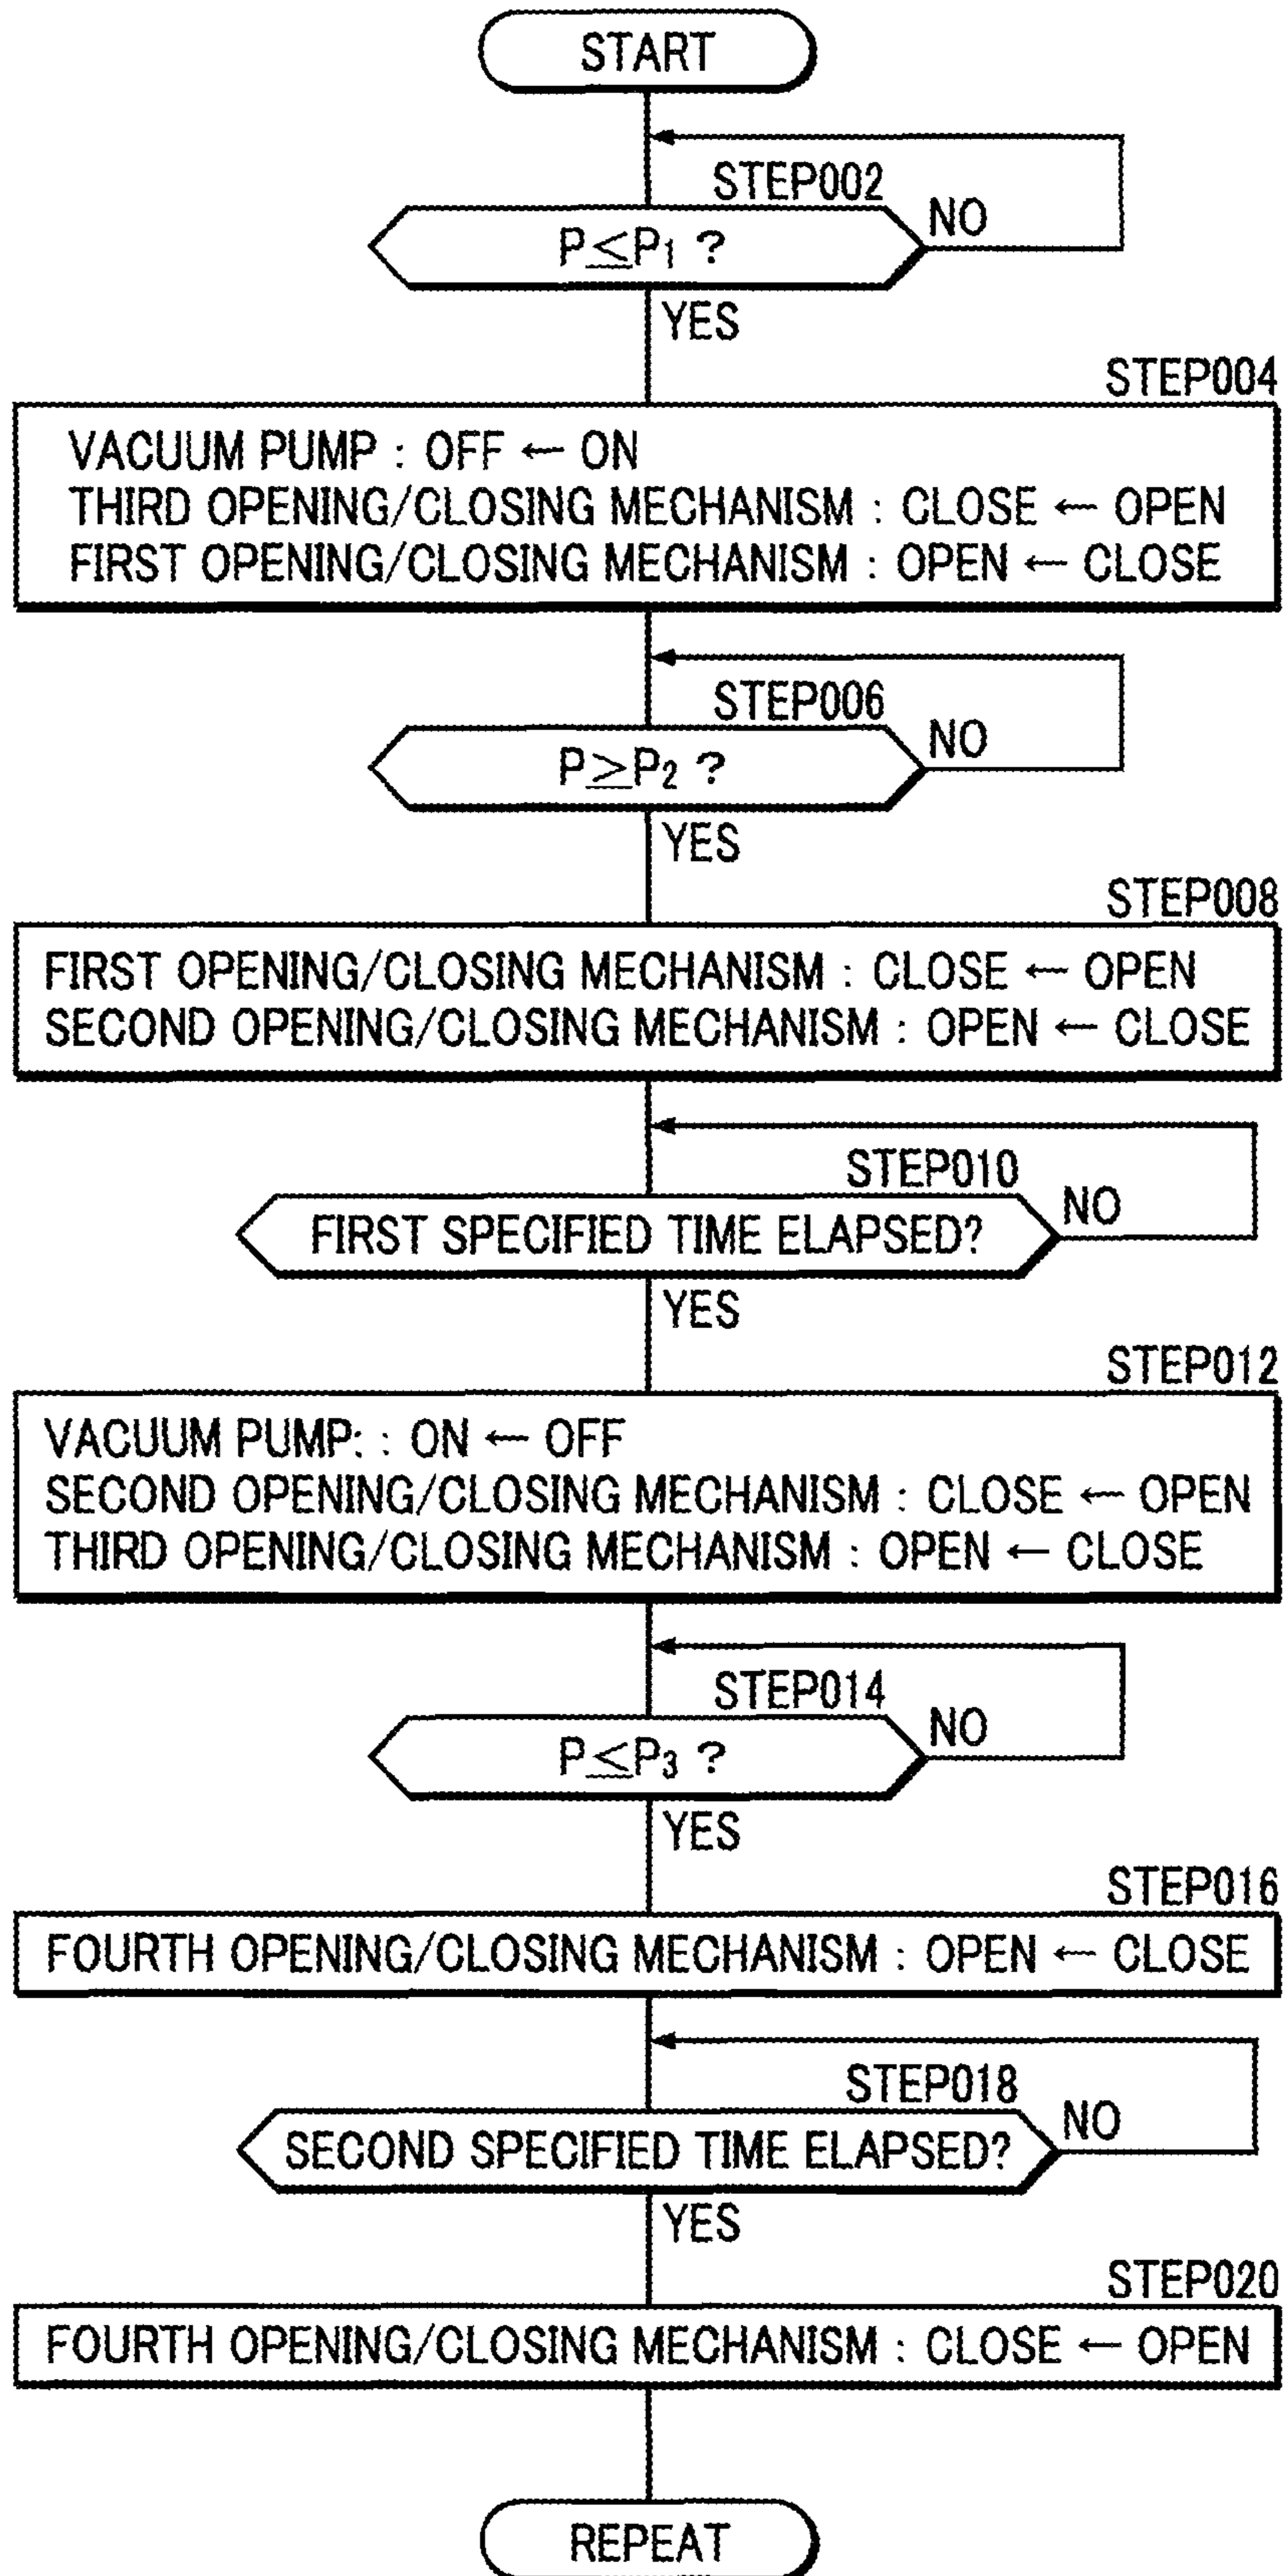 START
STEP002
P≤P1 ?
NO
YES
STEP004
VACUUM PUMP : OFF ← ON
THIRD OPENING/CLOSING MECHANISM : CLOSE ← OPEN
FIRST OPENING/CLOSING MECHANISM : OPEN ← CLOSE
STEP006
P≥P2 ?
NO
YES
STEP008
FIRST OPENING/CLOSING MECHANISM : CLOSE ← OPEN
SECOND OPENING/CLOSING MECHANISM : OPEN ← CLOSE
STEP010
FIRST SPECIFIED TIME ELAPSED?
NO
YES
STEP012
VACUUM PUMP: : ON ← OFF
SECOND OPENING/CLOSING MECHANISM : CLOSE ← OPEN
THIRD OPENING/CLOSING MECHANISM : OPEN ← CLOSE
STEP014
P≤P3 ?
NO
YES
STEP016
FOURTH OPENING/CLOSING MECHANISM : OPEN ← CLOSE
STEP018
SECOND SPECIFIED TIME ELAPSED?
NO
YES
STEP020
FOURTH OPENING/CLOSING MECHANISM : CLOSE ← OPEN
REPEAT